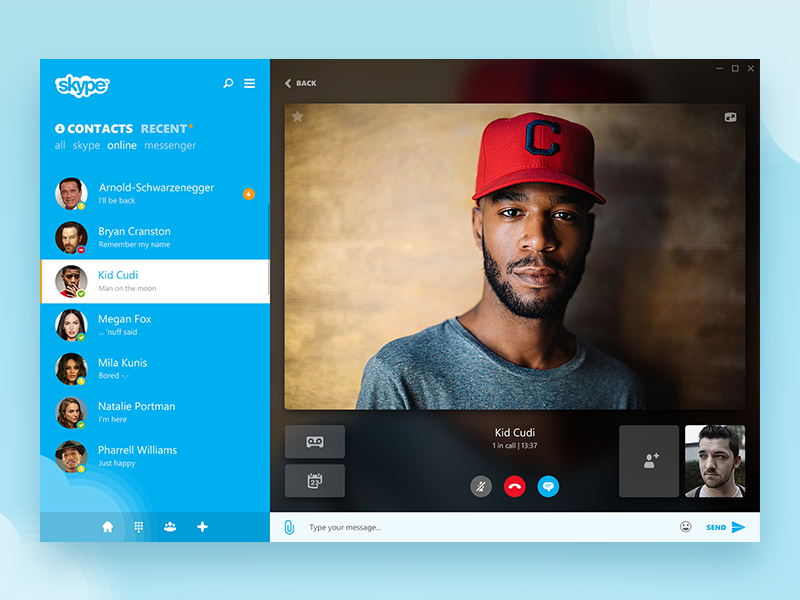 skype
CONTACTS RECENT*
all skype online messenger
Arnold-Schwarzenegger
I'll be back
4
Bryan Cranston
Remember my name
Kid Cudi
Man on the moon
Megan Fox
... 'nuff said
Mila Kunis
Bored -.-
Natalie Portman
I'm here
Pharrell Williams
Just happy
BACK
C
Kid Cudi
1 in call | 13:37
23
Type your message...
SEND